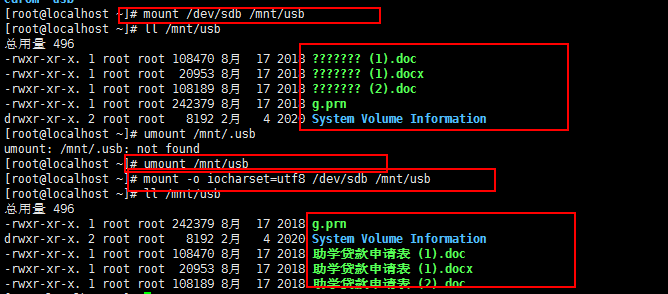 cdrom usb
[root@localhost ~]# mount /dev/sdb /mnt/usb
[root@localhost ~]# ll /mnt/usb
总用量 496
-rwxr-xr-x. 1 root root 108470 8月  17 2018 ??????? (1).doc
-rwxr-xr-x. 1 root root  20953 8月  17 2018 ??????? (1).docx
-rwxr-xr-x. 1 root root 108189 8月  17 2018 ??????? (2).doc
-rwxr-xr-x. 1 root root 242379 8月  17 2018 g.prn
drwxr-xr-x. 2 root root   8192 2月   4 2020 System Volume Information
[root@localhost ~]# umount /mnt/.usb
umount: /mnt/.usb: not found
[root@localhost ~]# umount /mnt/usb
[root@localhost ~]# mount -o iocharset=utf8 /dev/sdb /mnt/usb
[root@localhost ~]# ll /mnt/usb
总用量 496
-rwxr-xr-x. 1 root root 242379 8月  17 2018 g.prn
drwxr-xr-x. 2 root root   8192 2月   4 2020 System Volume Information
-rwxr-xr-x. 1 root root 108470 8月  17 2018 助学贷款申请表 (1).doc
-rwxr-xr-x. 1 root root  20953 8月  17 2018 助学贷款申请表 (1).docx
-rwxr-xr-x. 1 root root 108189 8月  17 2018 助学贷款申请表 (2).doc